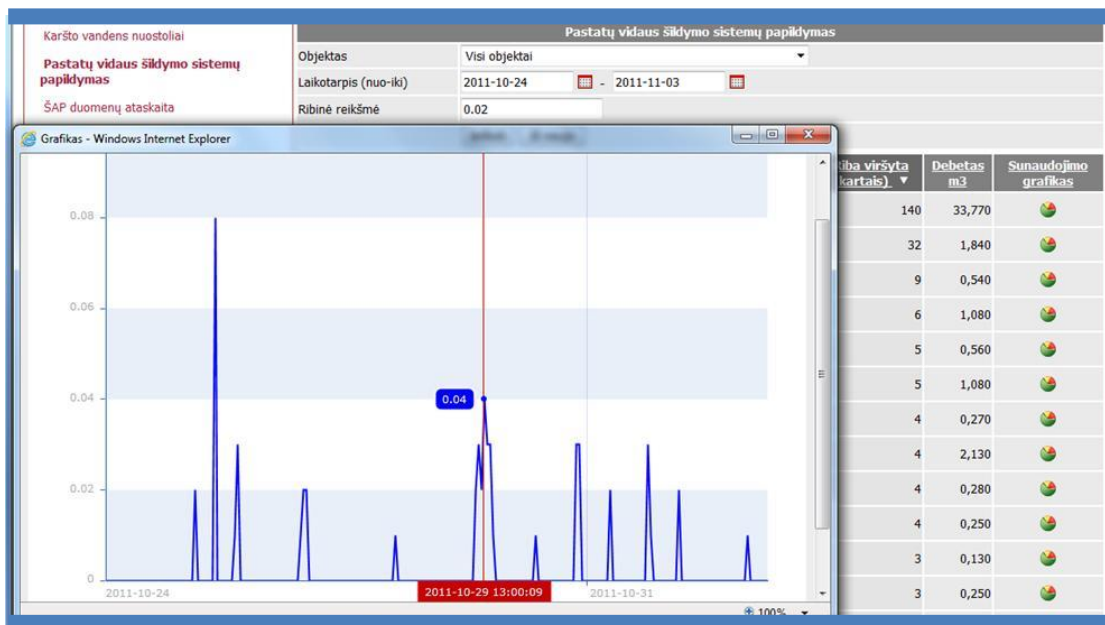 Karšto vandens nuostoliai
Pastatų vidaus šildymo sistemų
papildymas
ŠAP duomenų ataskaita
Pastatų vidaus šildymo sistemų papildymas
Objektas
Visi objektai
Laikotarpis (nuo-iki)
2011-10-24 - 2011-11-03
Ribinė reikšmė
0.02
Grafikas - Windows Internet Explorer
0.08
0.06
0.04
0.02
0
0.04
2011-10-24
2011-10-29 13:00:09
2011-10-31
100%
viršyta Debetas Sunaudojimo
kartais) ▼ m3 grafikas
140 33,770
32 1,840
9 0,540
6 1,080
5 0,560
5 1,080
4 0,270
4 2,130
4 0,280
4 0,250
3 0,130
3 0,250